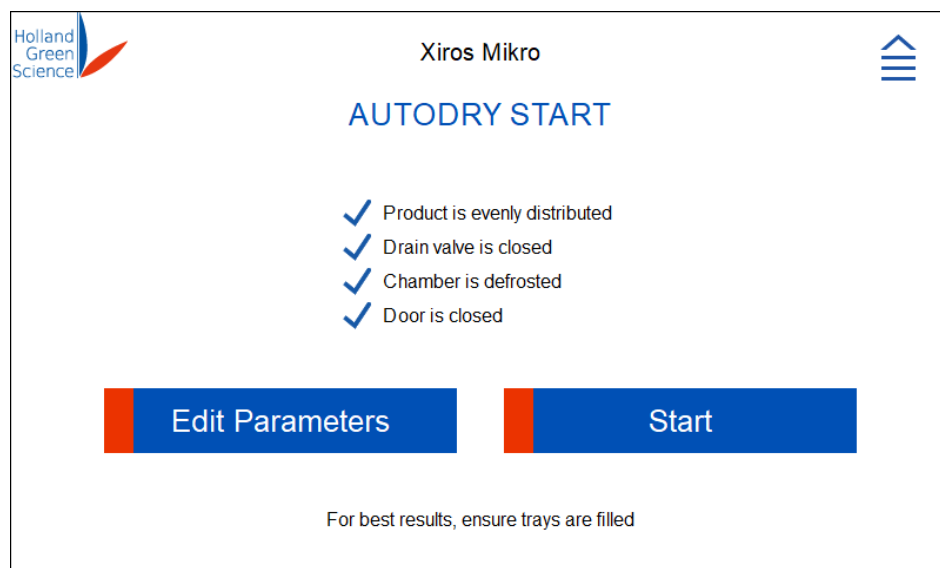 Holland
Green
Science
Xiros Mikro
AUTODRY START
Product is evenly distributed
Drain valve is closed
Chamber is defrosted
Door is closed
Edit Parameters
Start
For best results, ensure trays are filled